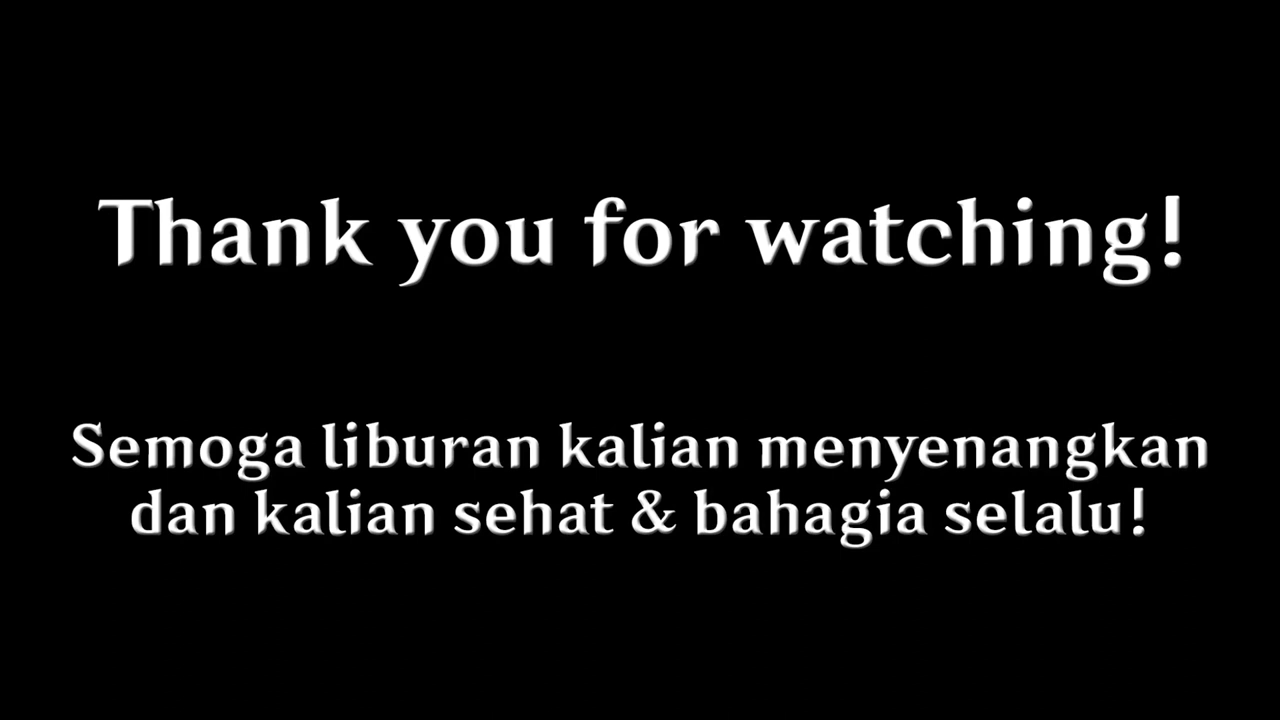 Thank you for watching!
Semoga liburan kalian menyenangkan
dan kalian sehat & bahagia selalu!